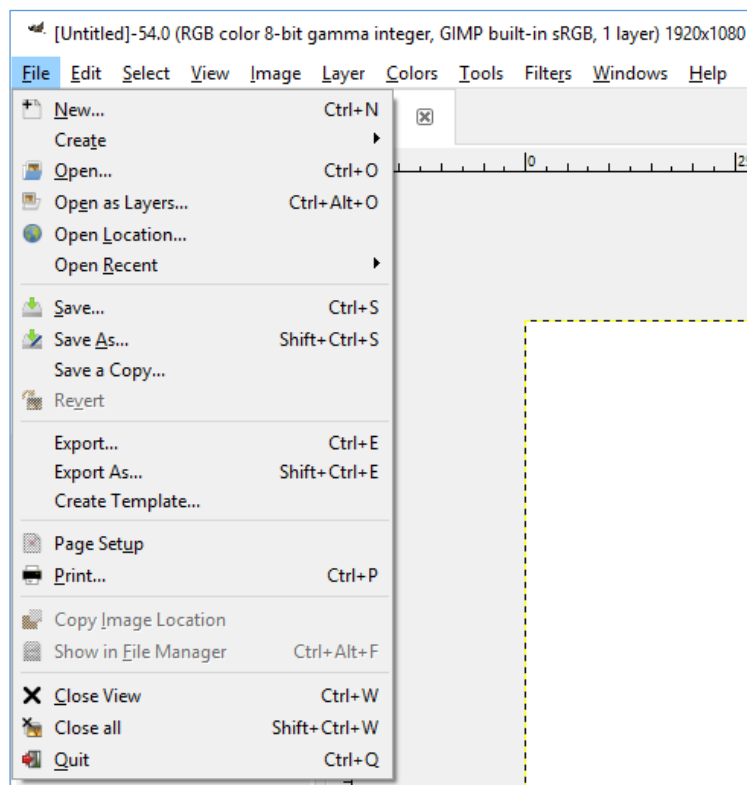 [Untitled]-54.0 (RGB color 8-bit gamma integer, GIMP built-in sRGB, 1 layer) 1920x1080
File Edit Select View Image Layer Colors Tools Filters Windows Help
New... Ctrl+N
Create
Open... Ctrl+O
Open as Layers... Ctrl+Alt+O
Open Location...
Open Recent
Save... Ctrl+S
Save As... Shift+Ctrl+S
Save a Copy...
Revert
Export... Ctrl+E
Export As... Shift+Ctrl+E
Create Template...
Page Setup
Print... Ctrl+P
Copy Image Location
Show in File Manager Ctrl+Alt+F
Close View Ctrl+W
Close all Shift+Ctrl+W
Quit Ctrl+Q
0